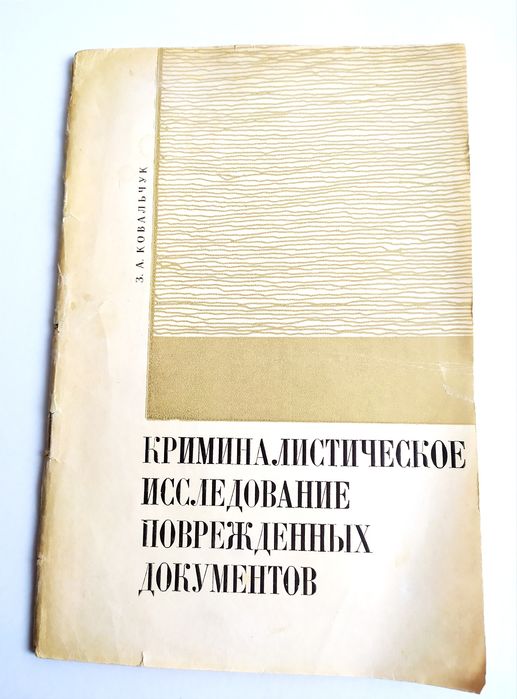 З. А. КОВАЛЬЧУК
КРИМИНАЛИСТИЧЕСКОЕ
ИССЛЕДОВАНИЕ
ПОВРЕЖДЕННЫХ
ДОКУМЕНТОВ